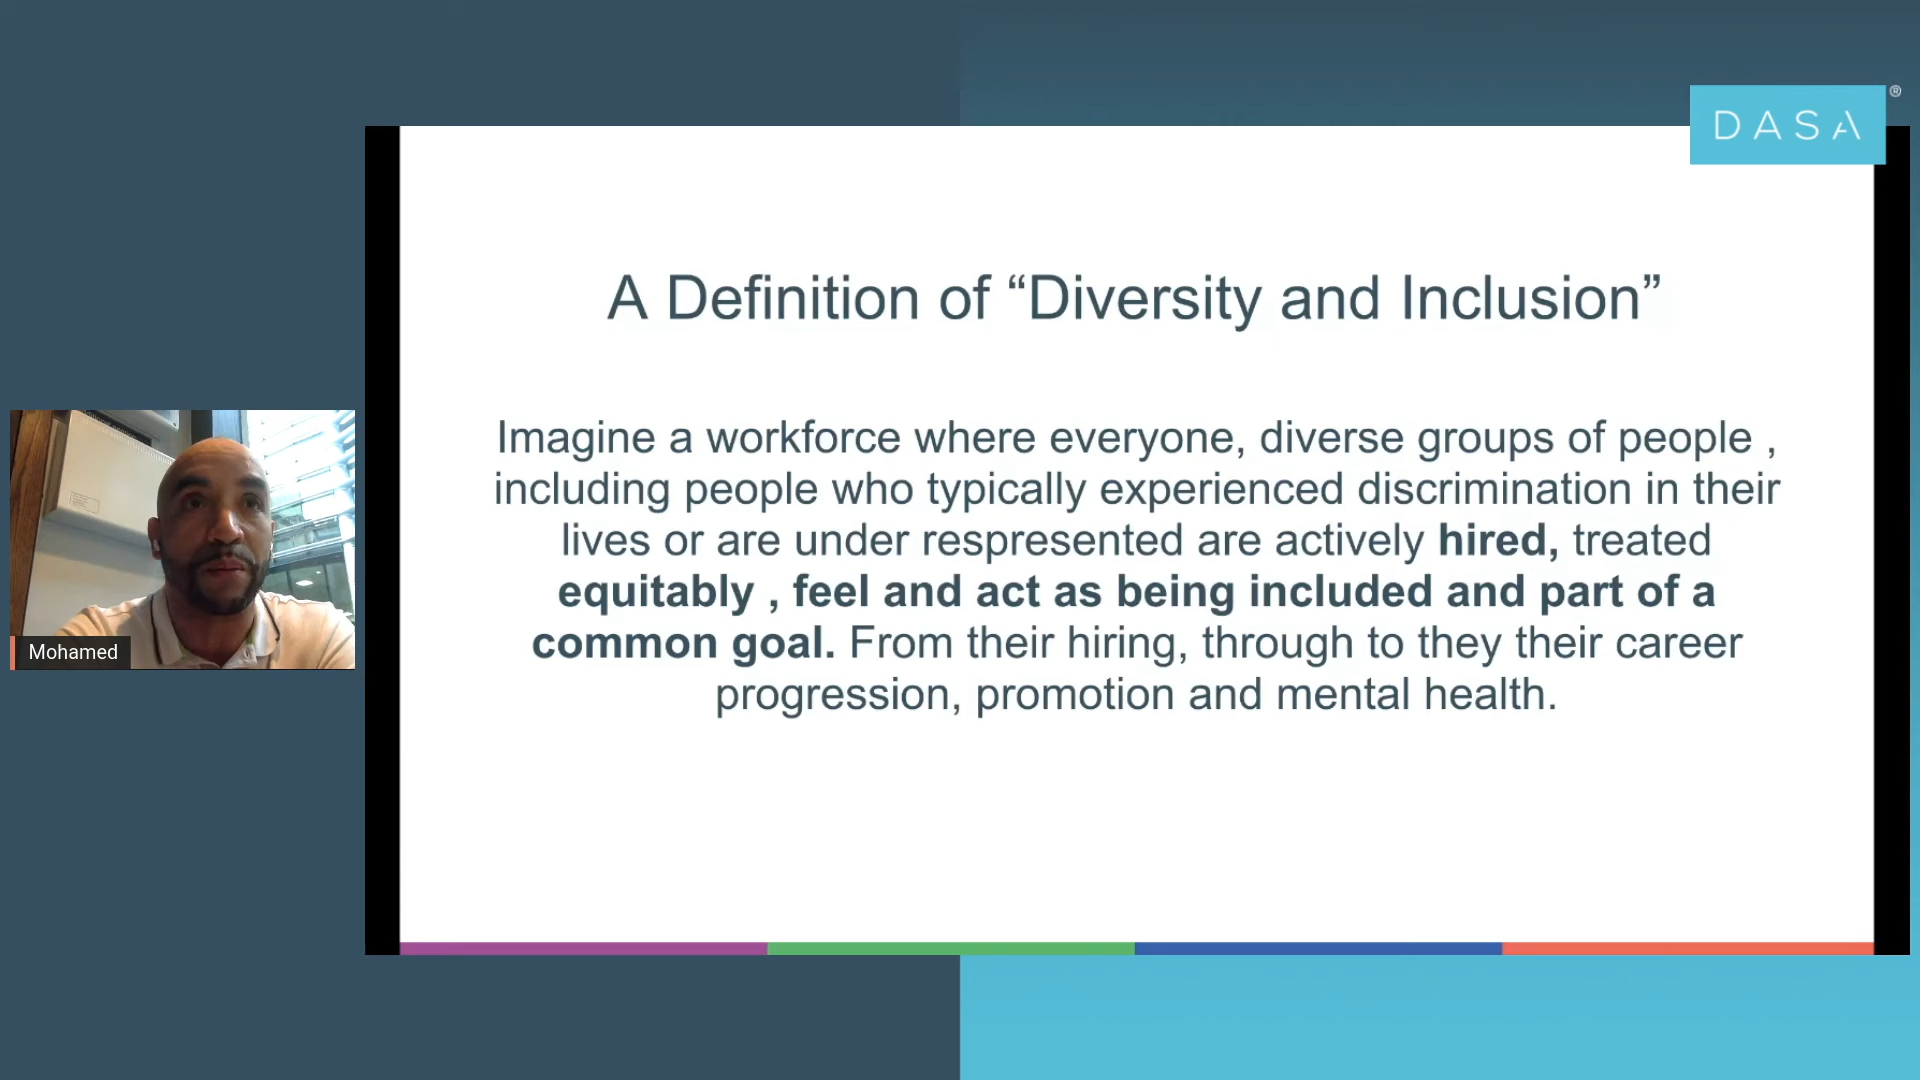 DASA
®
A Definition of “Diversity and Inclusion”
Imagine a workforce where everyone, diverse groups of people ,
including people who typically experienced discrimination in their
lives or are under respresented are actively hired, treated
equitably , feel and act as being included and part of a
common goal. From their hiring, through to they their career
progression, promotion and mental health.
Mohamed